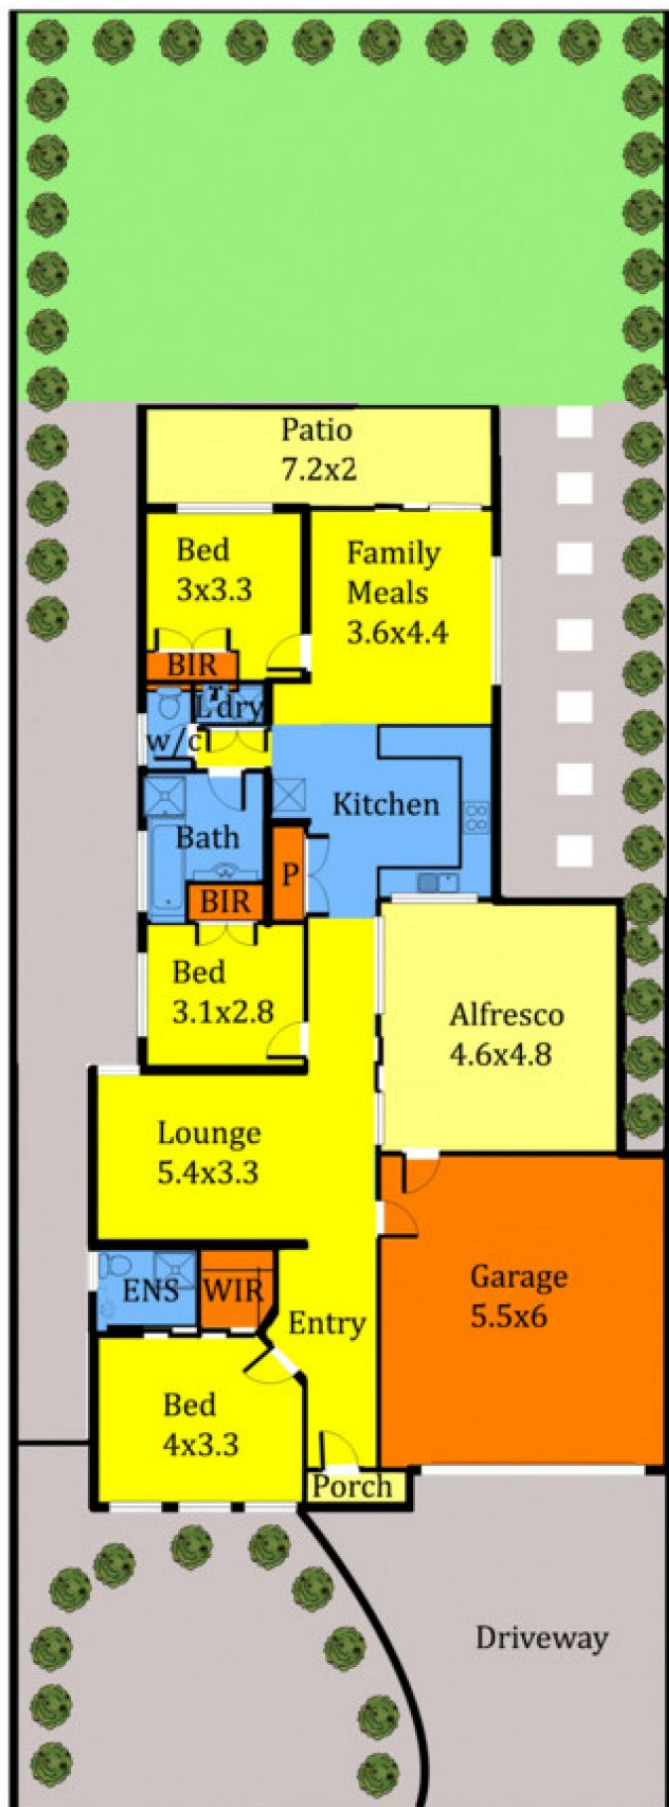 Patio
7.2x2
Bed
3x3.3
Family
Meals
3.6x4.4
BIR
L'dry
w/c
Kitchen
Bath
P
BIR
Bed
3.1x2.8
Alfresco
4.6x4.8
Lounge
5.4x3.3
ENS
WIR
Garage
5.5x6
Entry
Bed
4x3.3
Porch
Driveway